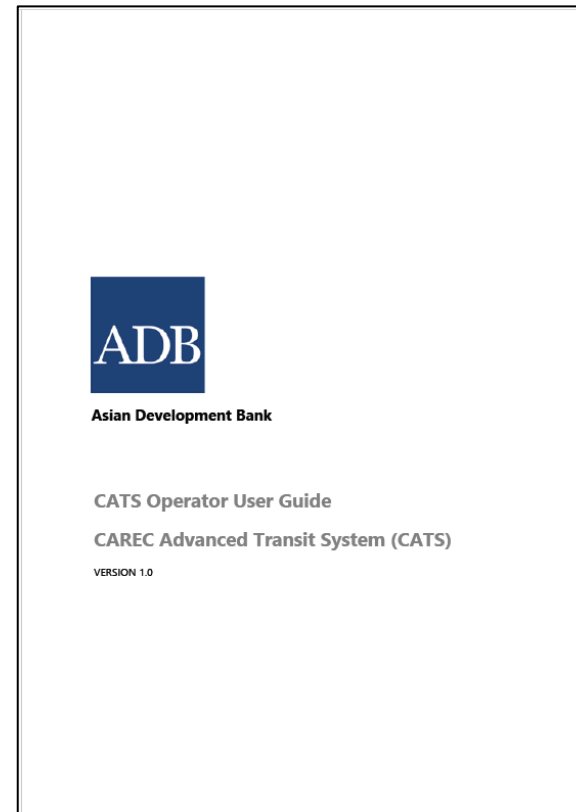 ADB
Asian Development Bank
CATS Operator User Guide
CAREC Advanced Transit System (CATS)
VERSION 1.0